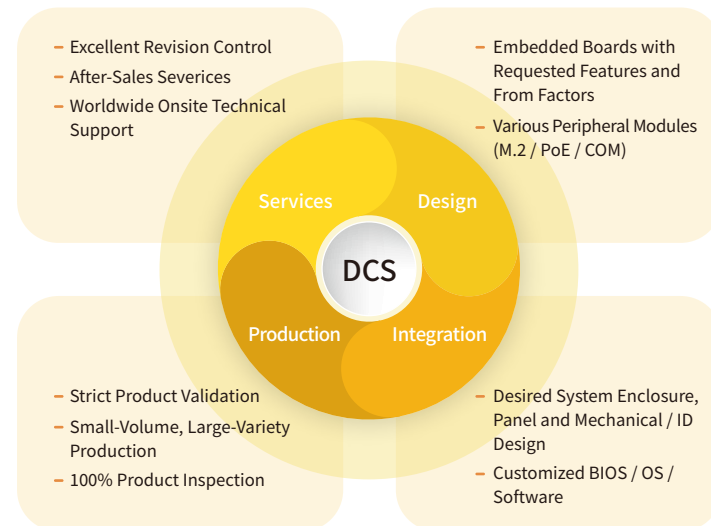 – Excellent Revision Control
– After-Sales Severices
– Worldwide Onsite Technical
Support
– Embedded Boards with
Requested Features and
From Factors
– Various Peripheral Modules
(M.2 / PoE / COM)
Services
Design
DCS
Production
Integration
– Strict Product Validation
– Small-Volume, Large-Variety
Production
– 100% Product Inspection
– Desired System Enclosure,
Panel and Mechanical / ID
Design
– Customized BIOS / OS /
Software